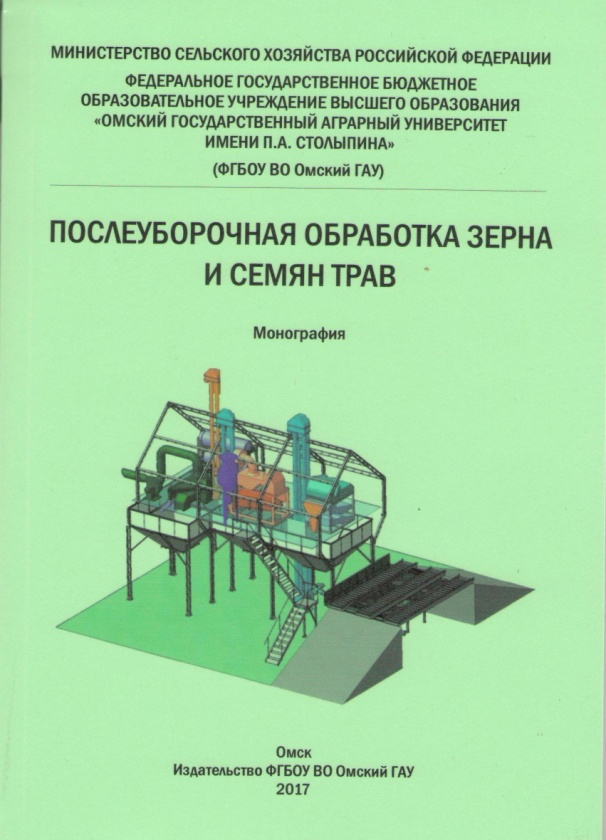 МИНИСТЕРСТВО СЕЛЬСКОГО ХОЗЯЙСТВА РОССИЙСКОЙ ФЕДЕРАЦИИ
ФЕДЕРАЛЬНОЕ ГОСУДАРСТВЕННОЕ БЮДЖЕТНОЕ
ОБРАЗОВАТЕЛЬНОЕ УЧРЕЖДЕНИЕ ВЫСШЕГО ОБРАЗОВАНИЯ
«ОМСКИЙ ГОСУДАРСТВЕННЫЙ АГРАРНЫЙ УНИВЕРСИТЕТ
ИМЕНИ П.А. СТОЛЫПИНА»
(ФГБОУ ВО Омский ГАУ)
ПОСЛЕУБОРОЧНАЯ ОБРАБОТКА ЗЕРНА
И СЕМЯН ТРАВ
Монография
Омск
Издательство ФГБОУ ВО Омский ГАУ
2017